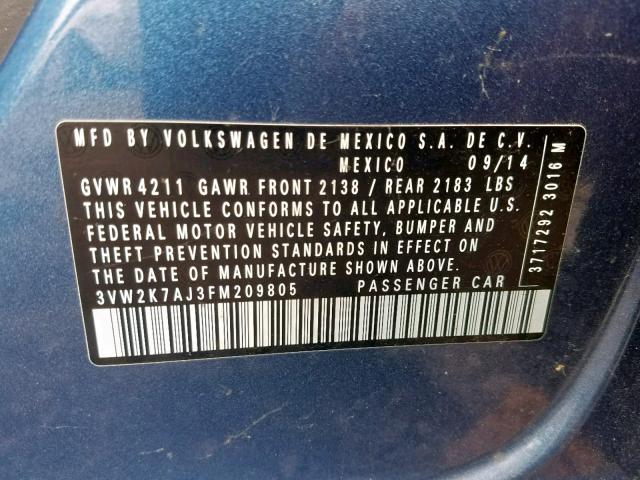 MFD BY VOLKSWAGEN DE MEXICO S.A. DE C.V.
MEXICO 09/14
GVWR 4211 GAWR FRONT 2138 / REAR 2183 LBS
THIS VEHICLE CONFORMS TO ALL APPLICABLE U.S.
FEDERAL MOTOR VEHICLE SAFETY, BUMPER AND
THEFT PREVENTION STANDARDS IN EFFECT ON
THE DATE OF MANUFACTURE SHOWN ABOVE.
3VW2K7AJ3FM209805 PASSENGER CAR
3717292 3016 M